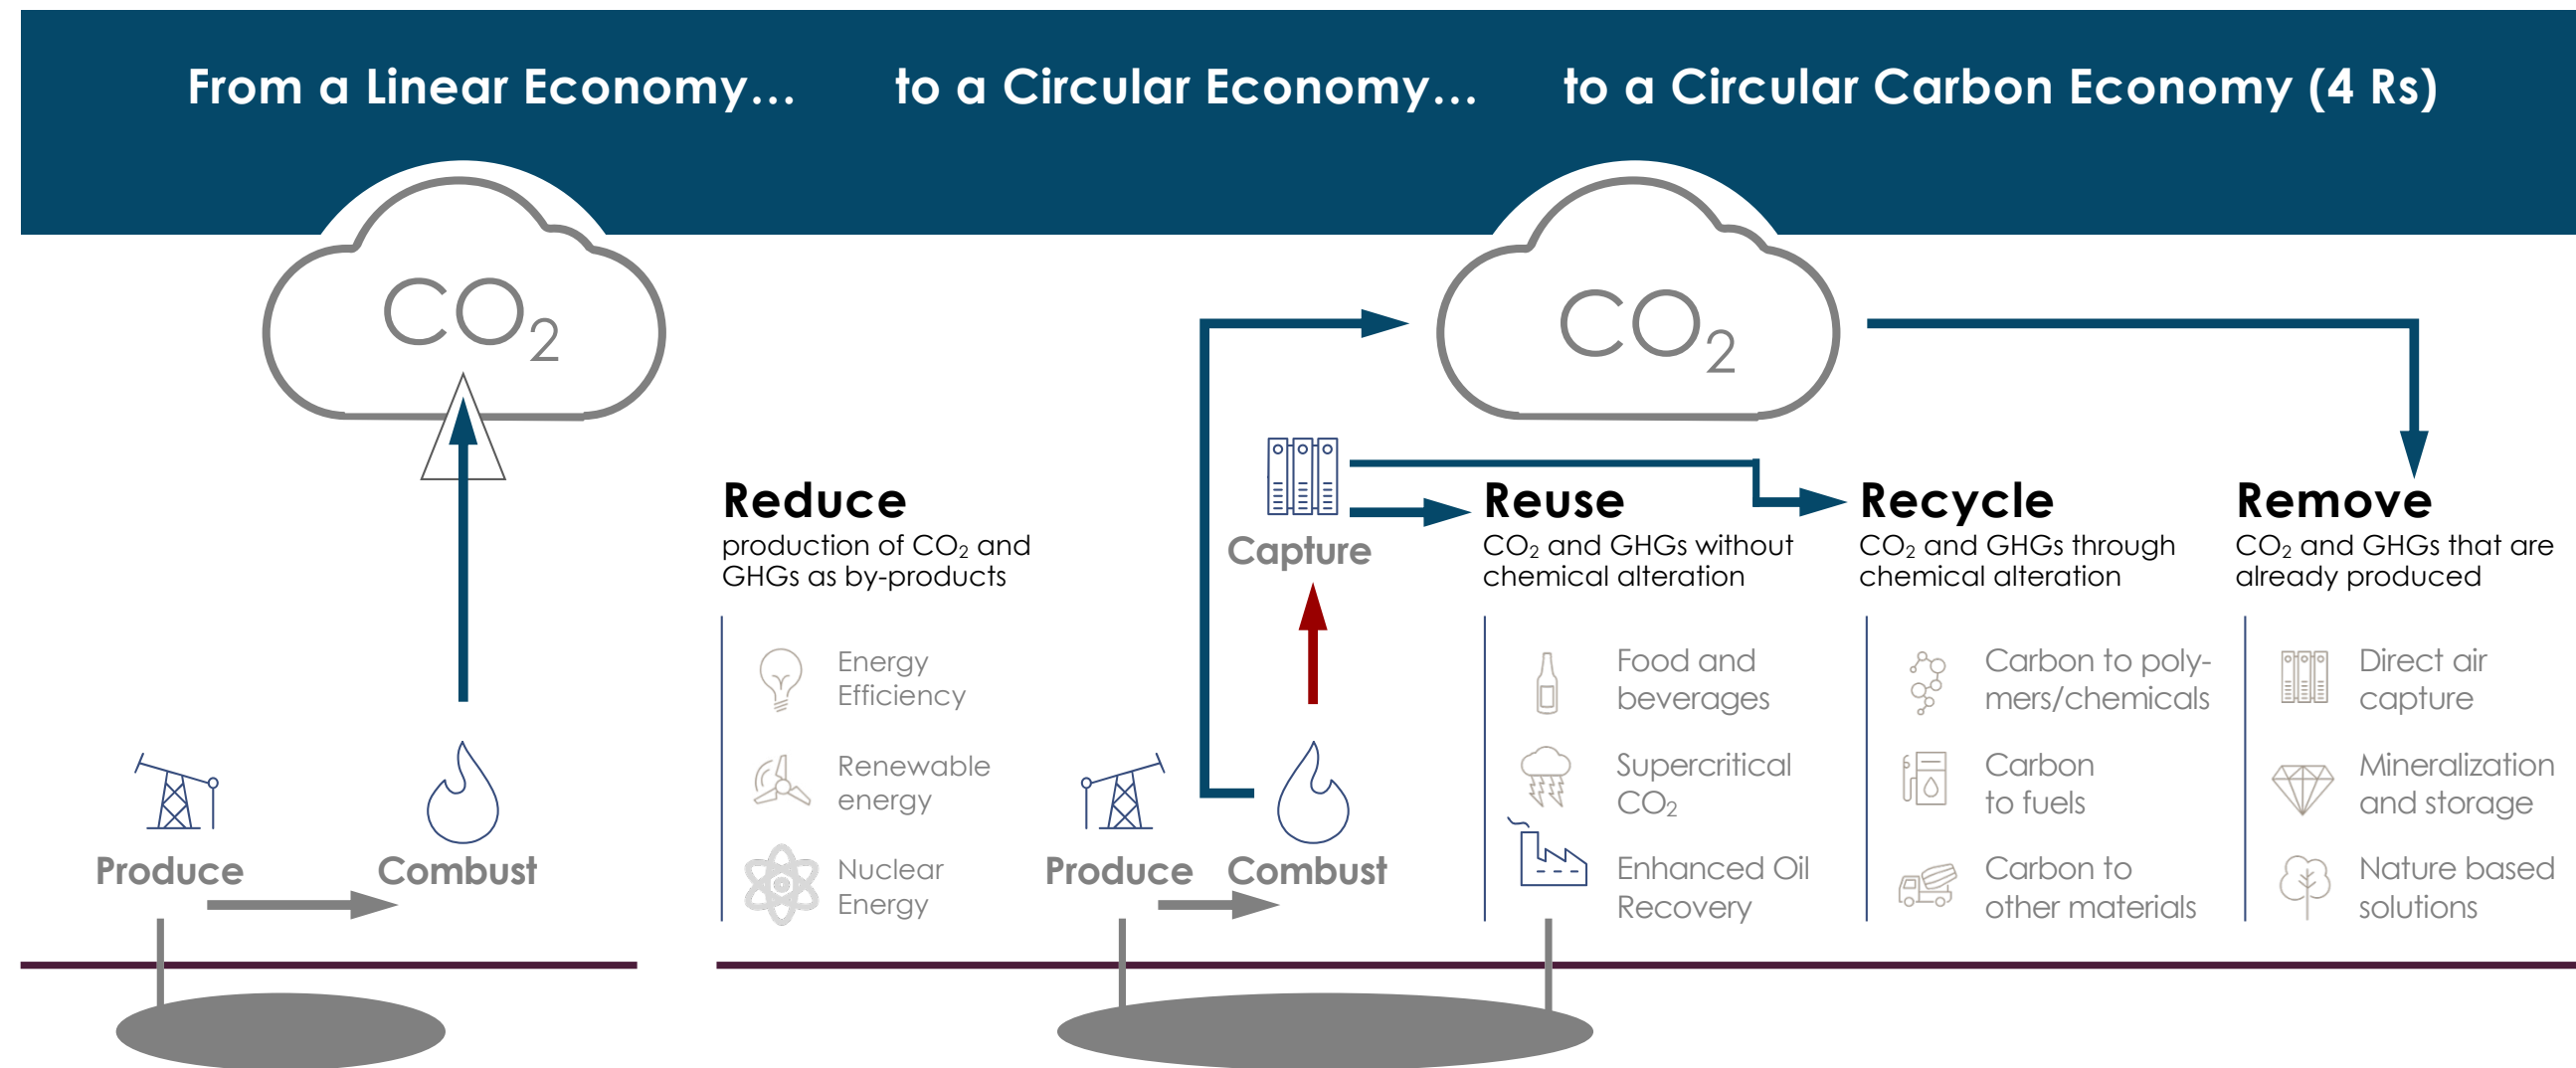 From a Linear Economy...
to a Circular Economy...
to a Circular Carbon Economy (4 Rs)
CO₂
Produce
Combust
Reduce
production of CO₂ and
GHGs as by-products
Energy
Efficiency
Renewable
energy
Nuclear
Energy
Produce
Combust
Capture
CO₂
Reuse
CO₂ and GHGs without
chemical alteration
Food and
beverages
Supercritical
CO₂
Enhanced Oil
Recovery
Recycle
CO₂ and GHGs through
chemical alteration
Carbon to poly-
mers/chemicals
Carbon
to fuels
Carbon to
other materials
Remove
CO₂ and GHGs that are
already produced
Direct air
capture
Mineralization
and storage
Nature based
solutions